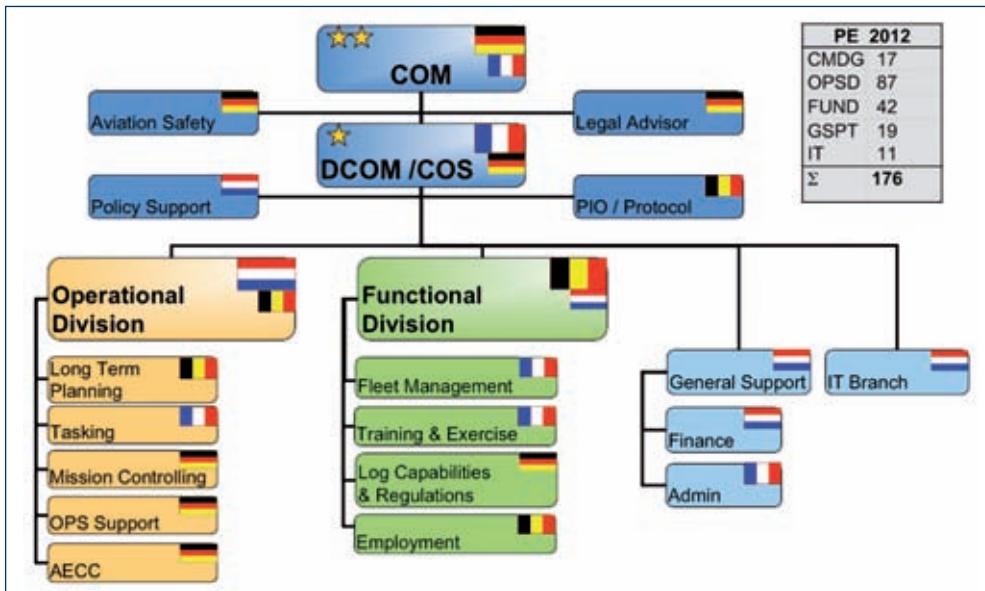 COM
PE 2012
CMDG 17
OPSD 87
FUND 42
GSPT 19
IT 11
Σ 176
Aviation Safety
Legal Advisor
DCOM /COS
Policy Support
PIO / Protocol
Operational
Division
Long Term
Planning
Tasking
Mission Controlling
OPS Support
AECC
Functional
Division
Fleet Management
Training & Exercise
Log Capabilities
& Regulations
Employment
General Support
Finance
Admin
IT Branch